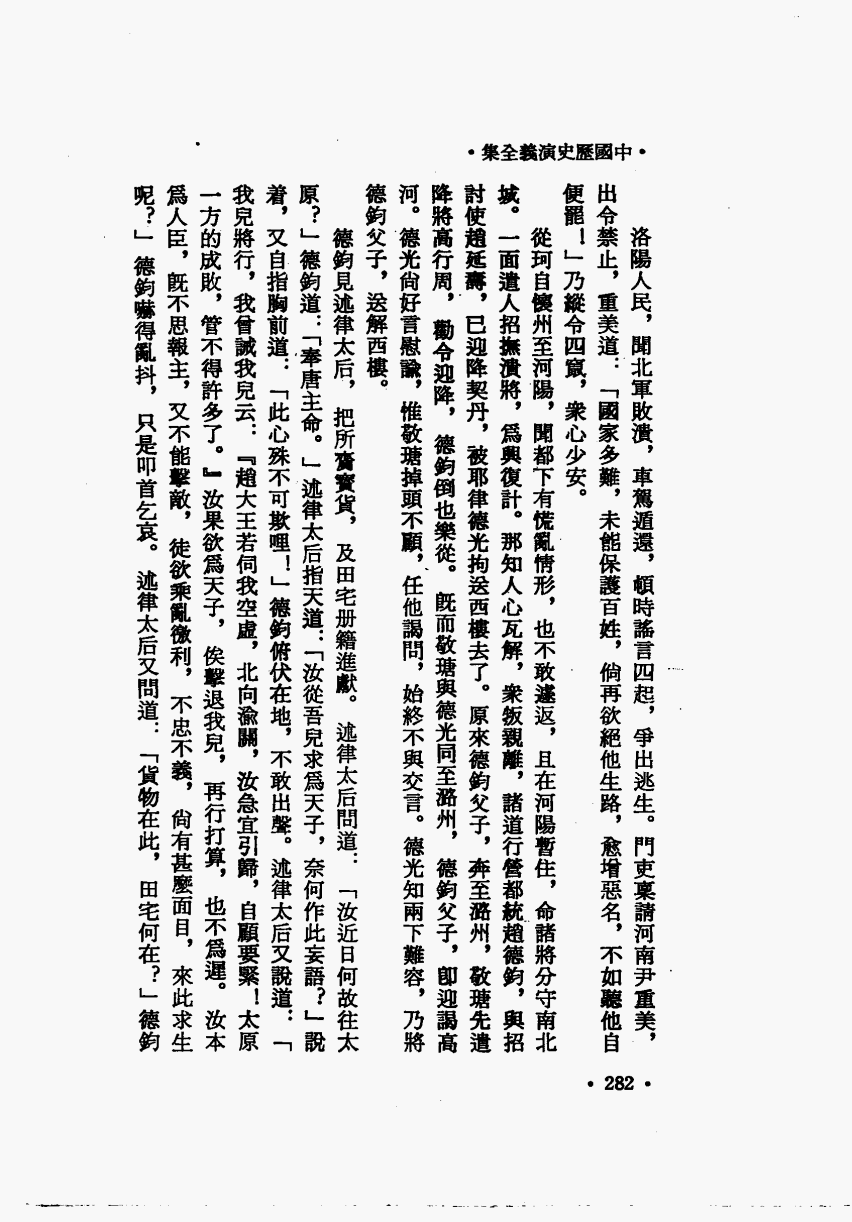 •中國歷史演義全集•
洛陽人民，聞北軍敗潰，車駕遁還，頓時謠言四起，爭出逃生。門吏稟請河南尹重美，
出令禁止，重美道：「國家多難，未能保護百姓，倘再欲絕他生路，愈增惡名，不如聽他自
便罷！」乃縱令四竄，衆心少安。
從珂自懷州至河陽，聞都下有慌亂情形，也不敢遽返，且在河陽暫住，命諸將分守南北
城。一面遣人招撫潰將，爲興復計。那知人心瓦解，衆叛親離，諸道行營都統趙德鈞，與招
討使趙延壽，已迎降契丹，被耶律德光拘送西樓去了。原來德鈞父子，奔至潞州，敬瑭先遣
降將高行周，勸令迎降，德鈞倒也樂從。既而敬瑭與德光同至潞州，德鈞父子，卽迎謁高
河。德光尙好言慰諭，惟敬瑭掉頭不顧，任他謁問，始終不與交言。德光知兩下難容，乃將
德鈞父子，送解西樓。
德鈞見述律太后，把所齎寶貨，及田宅册籍進獻。述律太后問道：「汝近日何故往太
原？」德鈞道：「奉唐主命。」述律太后指天道：「汝從吾兒求爲天子，奈何作此妄語？」說
着，又自指胸前道：「此心殊不可欺哩！」德鈞俯伏在地，不敢出聲。述律太后又說道：「
我兒將行，我曾誡我兒云：『趙大王若伺我空虛，北向渝關，汝急宜引歸，自顧要緊！太原
一方的成敗，管不得許多了。』汝果欲爲天子，俟擊退我兒，再行打算，也不爲遲。汝本
爲人臣，既不思報主，又不能擊敵，徒欲乘亂徼利，不忠不義，尙有甚麼面目，來此求生
呢？」德鈞嚇得亂抖，只是叩首乞哀。述律太后又問道：「貨物在此，田宅何在？」德鈞
• 282 •